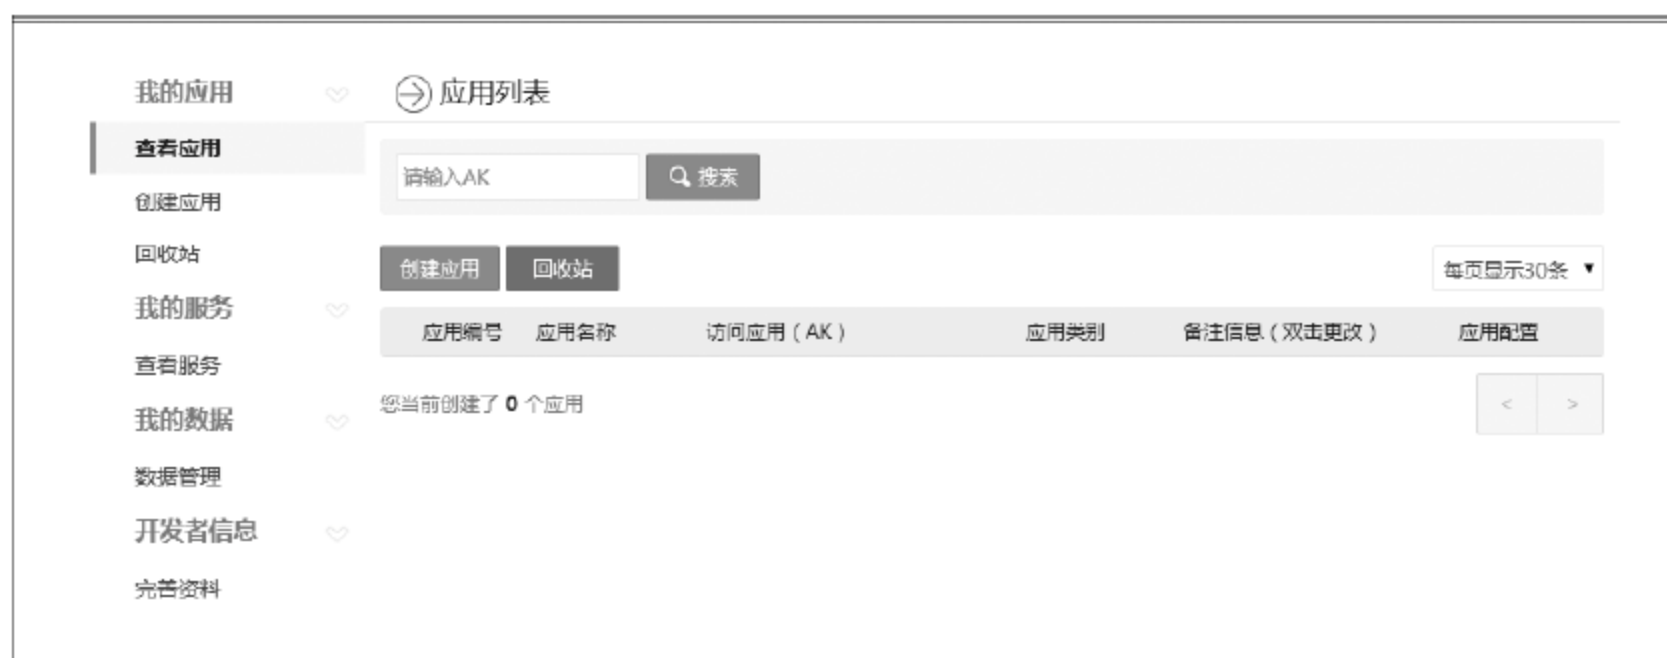 我的应用
查看应用
创建应用
回收站
我的服务
查看服务
我的数据
数据管理
开发者信息
完善资料
应用列表
请输入AK 搜索
创建应用 回收站 每页显示30条
应用编号 应用名称 访问应用（AK） 应用类别 备注信息（双击更改） 应用配置
您当前创建了 0 个应用 < >